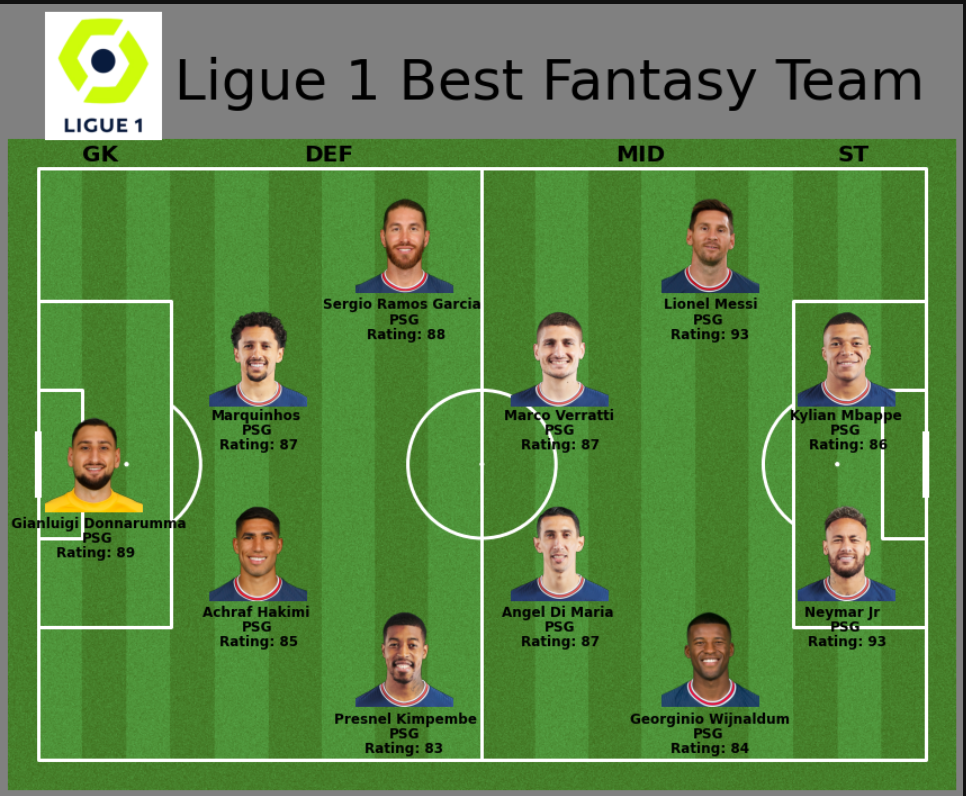 LIGUE 1
Ligue 1 Best Fantasy Team
GK DEF MID ST
Sergio Ramos Garcia
PSG
Rating: 88
Lionel Messi
PSG
Rating: 93
Marquinhos
PSG
Rating: 87
Marco Verratti
PSG
Rating: 87
Kylian Mbappe
PSG
Rating: 86
Gianluigi Donnarumma
PSG
Rating: 89
Achraf Hakimi
PSG
Rating: 85
Angel Di Maria
PSG
Rating: 87
Neymar Jr
PSG
Rating: 93
Presnel Kimpembe
PSG
Rating: 83
Georginio Wijnaldum
PSG
Rating: 84